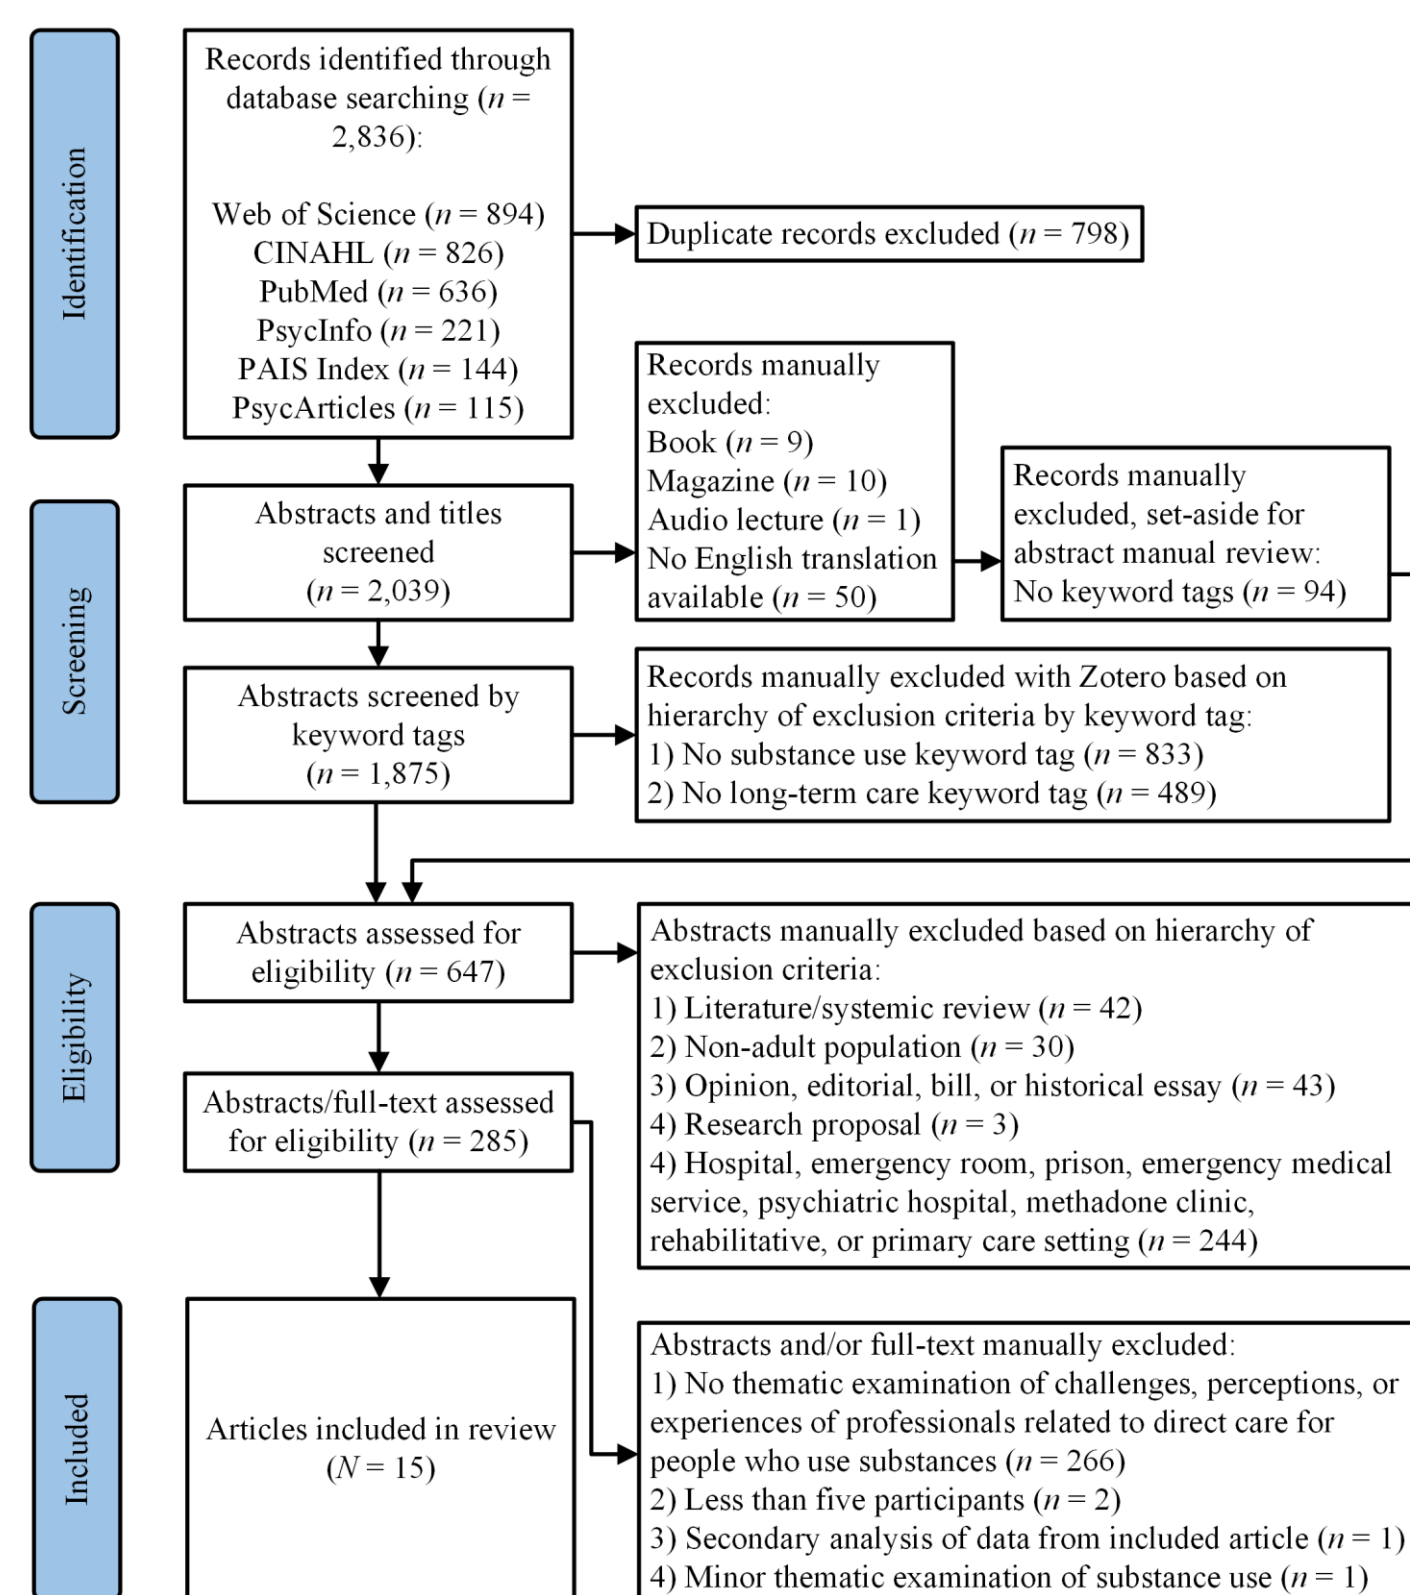 Identification
Records identified through
database searching (n =
2,836):
Web of Science (n = 894)
CINAHL (n = 826)
PubMed (n = 636)
PsycInfo (n = 221)
PAIS Index (n = 144)
PsycArticles (n = 115)
Duplicate records excluded (n = 798)
Screening
Abstracts and titles
screened
(n = 2,039)
Records manually
excluded:
Book (n = 9)
Magazine (n = 10)
Audio lecture (n = 1)
No English translation
available (n = 50)
Records manually
excluded, set-aside for
abstract manual review:
No keyword tags (n = 94)
Abstracts screened by
keyword tags
(n = 1,875)
Records manually excluded with Zotero based on
hierarchy of exclusion criteria by keyword tag:
1) No substance use keyword tag (n = 833)
2) No long-term care keyword tag (n = 489)
Eligibility
Abstracts assessed for
eligibility (n = 647)
Abstracts manually excluded based on hierarchy of
exclusion criteria:
1) Literature/systemic review (n = 42)
2) Non-adult population (n = 30)
3) Opinion, editorial, bill, or historical essay (n = 43)
4) Research proposal (n = 3)
4) Hospital, emergency room, prison, emergency medical
service, psychiatric hospital, methadone clinic,
rehabilitative, or primary care setting (n = 244)
Abstracts/full-text assessed
for eligibility (n = 285)
Included
Articles included in review
(N = 15)
Abstracts and/or full-text manually excluded:
1) No thematic examination of challenges, perceptions, or
experiences of professionals related to direct care for
people who use substances (n = 266)
2) Less than five participants (n = 2)
3) Secondary analysis of data from included article (n = 1)
4) Minor thematic examination of substance use (n = 1)